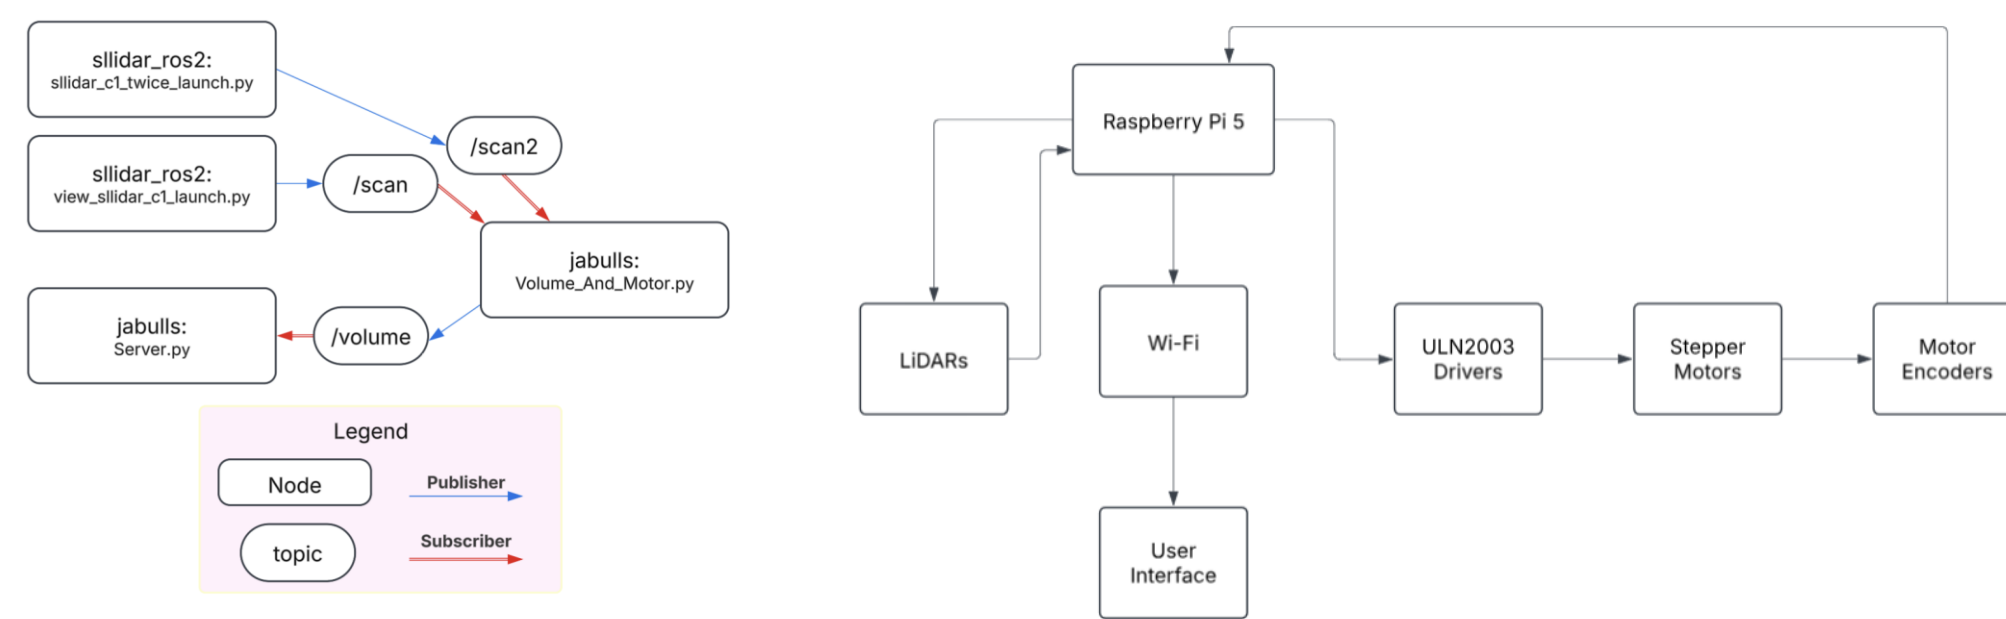 sllidar_ros2:
sllidar_c1_twice_launch.py
/scan2
sllidar_ros2:
view_sllidar_c1_launch.py
/scan
jabulls:
Volume_And_Motor.py
jabulls:
Server.py
/volume
Legend
Node
Publisher
topic
Subscriber
Raspberry Pi 5
LiDARs
Wi-Fi
ULN2003
Drivers
Stepper
Motors
Motor
Encoders
User
Interface